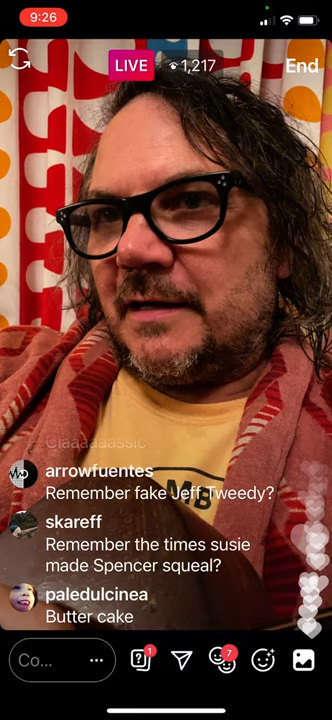 9:26
LIVE
1,217
End
Claaaaassic
arrowfuentes
Remember fake Jeff Tweedy?
MB
skareff
Remember the times susie
made Spencer squeal?
paledulcinea
Butter cake
Co...
?
1
7